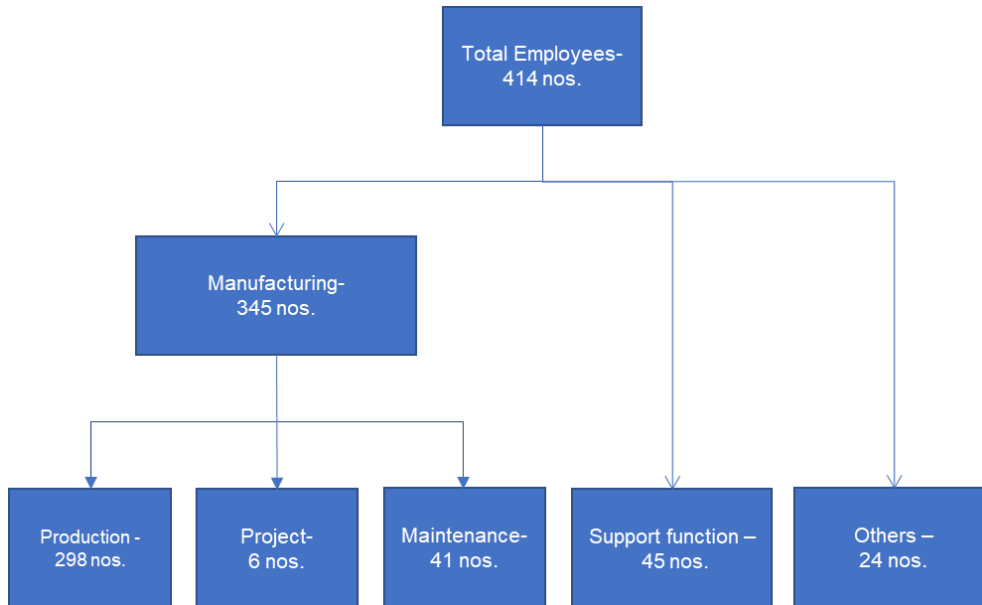 Total Employees-
414 nos.
Manufacturing-
345 nos.
Production -
298 nos.
Project-
6 nos.
Maintenance-
41 nos.
Support function –
45 nos.
Others –
24 nos.